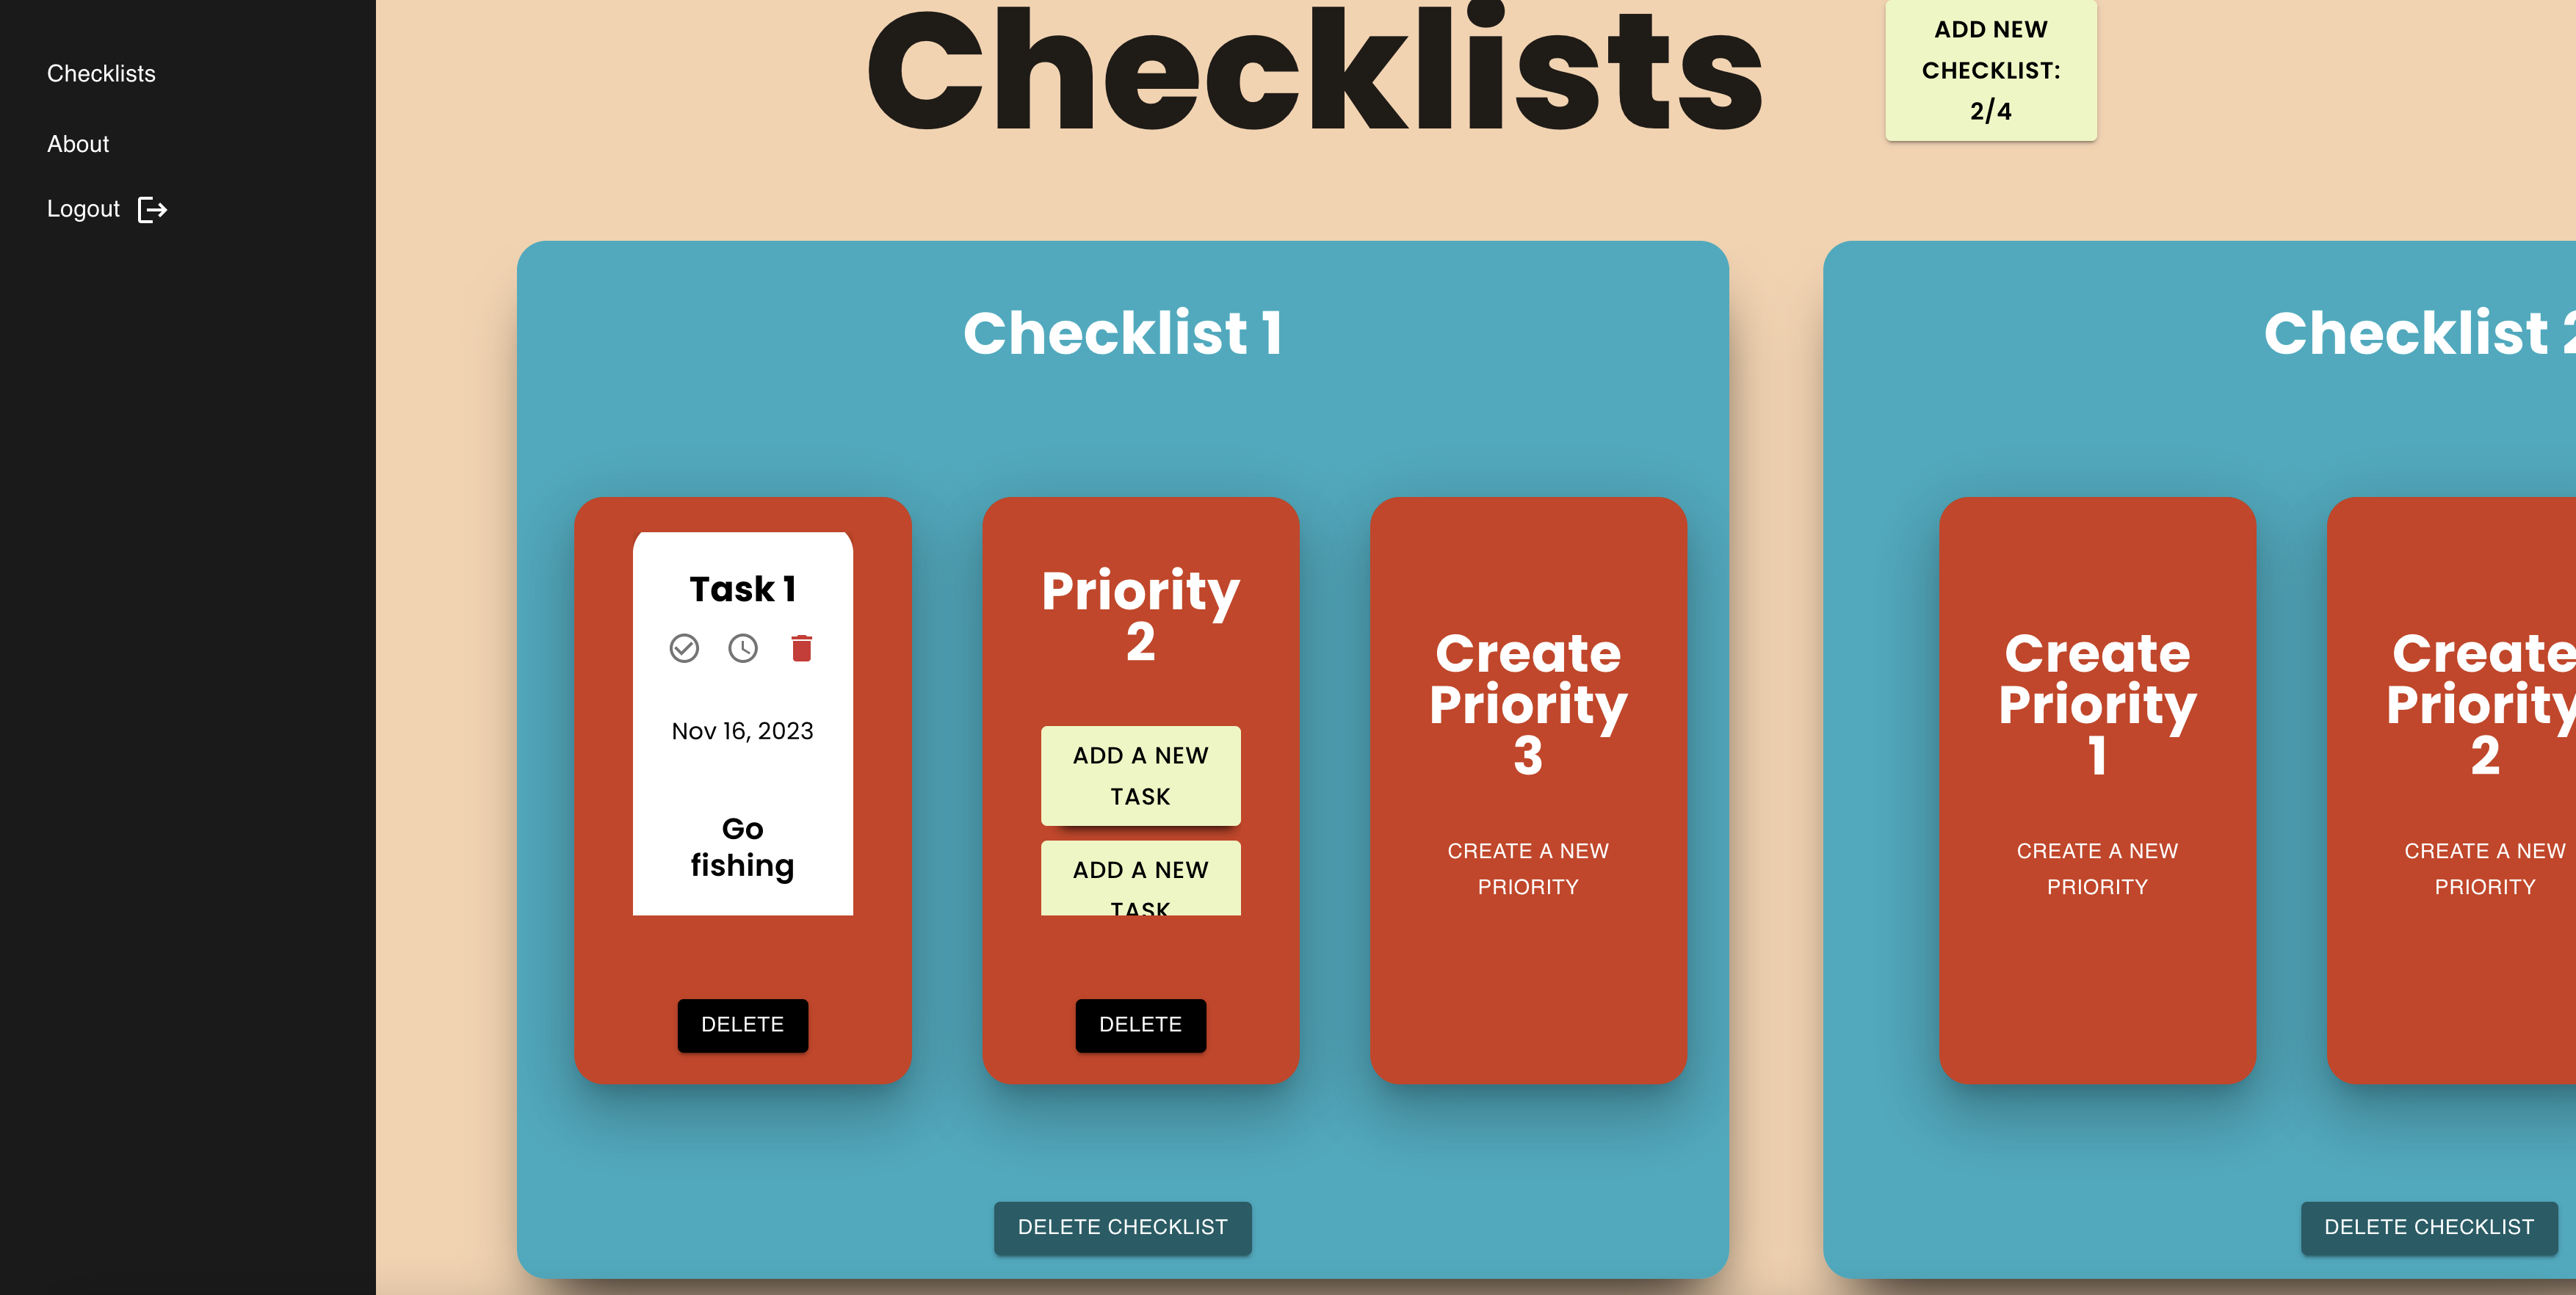 Checklists
About
Logout
Checklists
ADD NEW
CHECKLIST:
2/4
Checklist 1
Task 1
Nov 16, 2023
Go
fishing
DELETE
Priority
2
ADD A NEW
TASK
ADD A NEW
TASK
DELETE
Create
Priority
3
CREATE A NEW
PRIORITY
DELETE CHECKLIST
Checklist 2
Create
Priority
1
CREATE A NEW
PRIORITY
Create
Priority
2
CREATE A NEW
PRIORITY
DELETE CHECKLIST